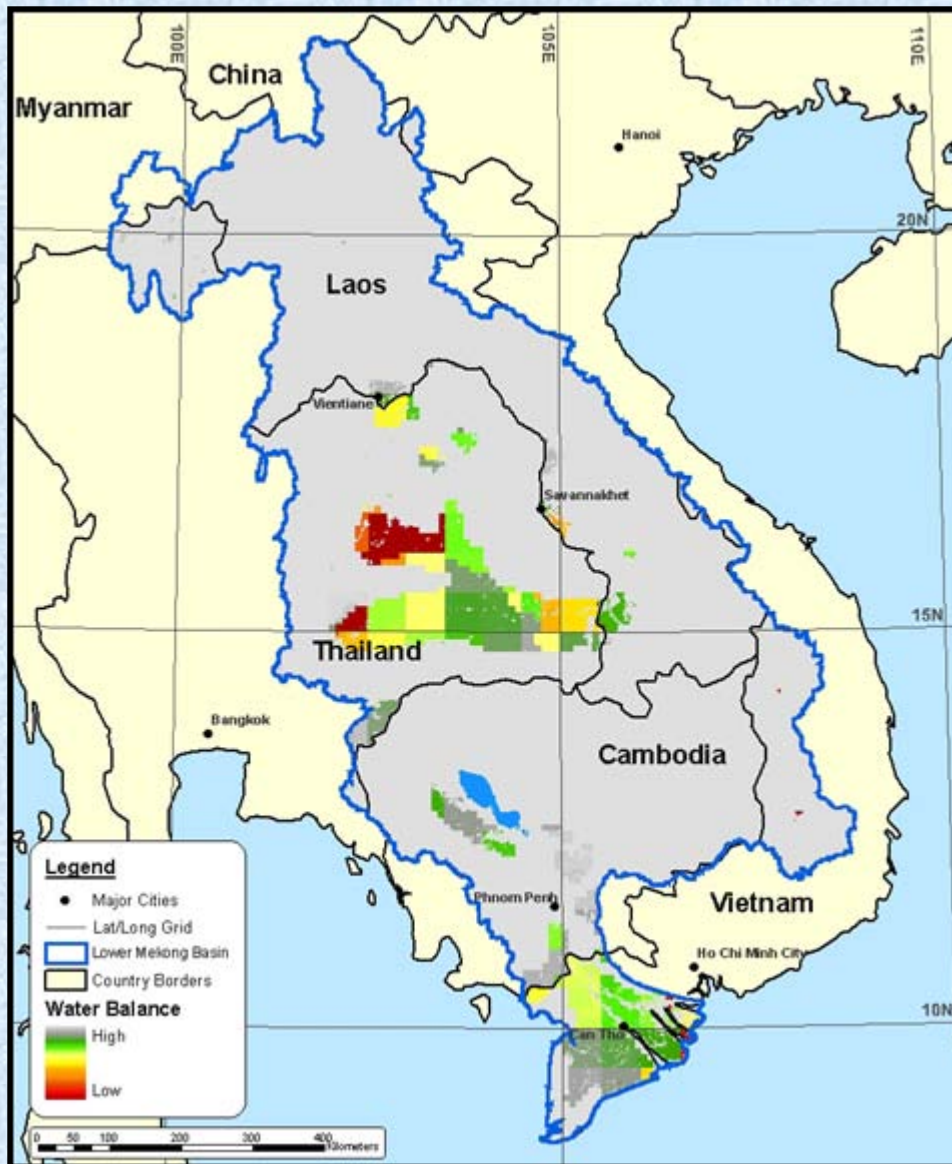 100E
105E
110E
China
Myanmar
Hanoi
20N
Laos
Vientiane
Savannakhet
15N
Thailand
Bangkok
Cambodia
Phnom Penh
Vietnam
Ho Chi Minh City
10N
Can Tho
Legend
Major Cities
Lat/Long Grid
Lower Mekong Basin
Country Borders
Water Balance
High
Low
0 50 100 200 300 400
Kilometers